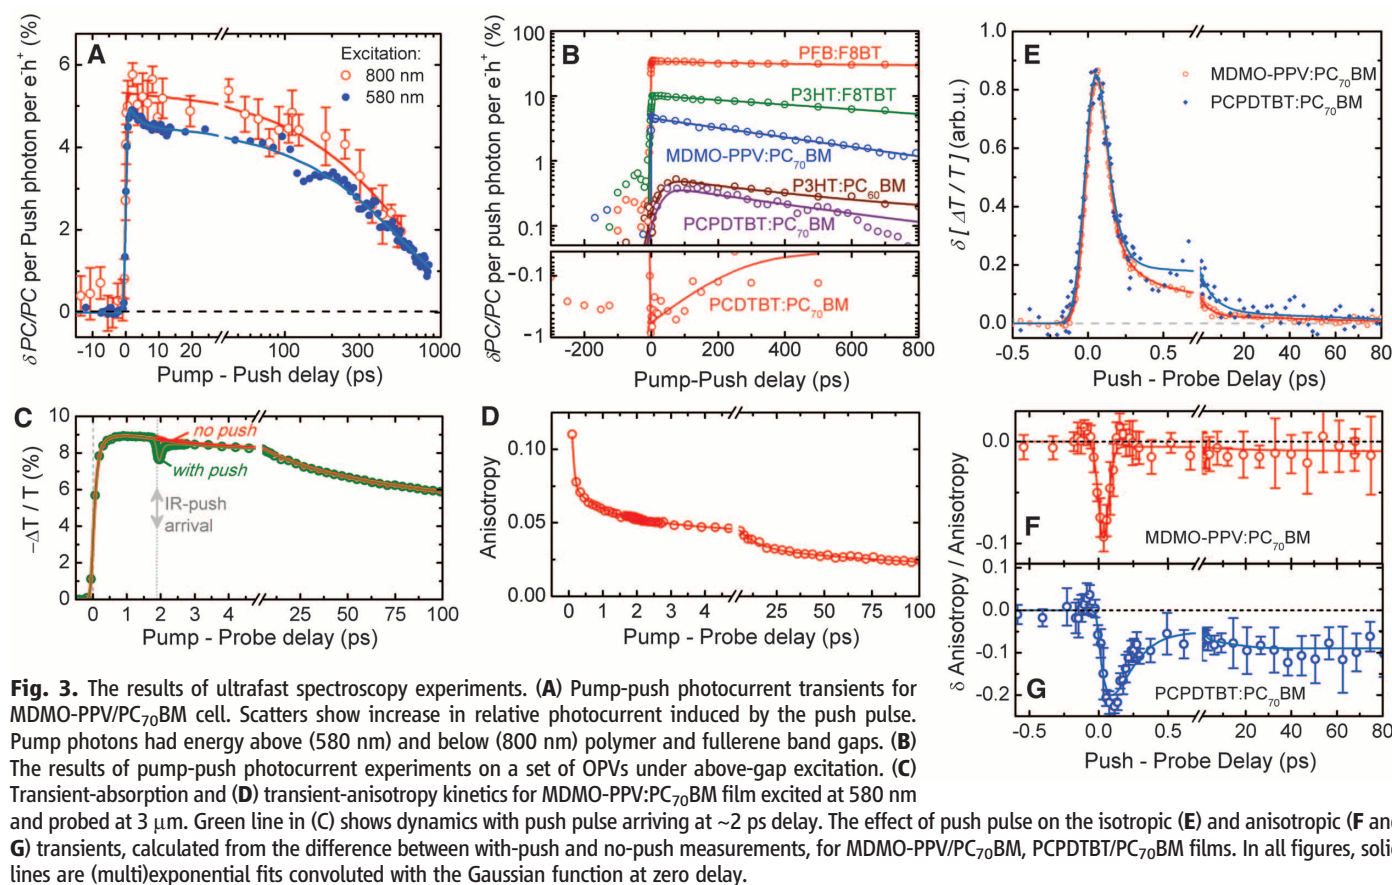 A
Excitation:
800 nm
580 nm
δPC/PC per Push photon per e-h+ (%)
6
4
2
0
-10 0 10 20 100 300 1000
Pump - Push delay (ps)
B
PFB:F8BT
P3HT:F8TBT
MDMO-PPV:PC70BM
P3HT:PC60BM
PCPDTBT:PC70BM
PCDTBT:PC70BM
δPC/PC per push photon per e-h+ (%)
100
10
1
0.1
-0.1
-1
-200 0 200 400 600 800
Pump-Push delay (ps)
E
MDMO-PPV:PC70BM
PCPDTBT:PC70BM
δ[ΔT / T] (arb.u.)
1.0
0.8
0.6
0.4
0.2
0.0
-0.5 0.0 0.5 20 40 60 80
Push - Probe Delay (ps)
C
no push
with push
IR-push
arrival
−ΔT / T (%)
10
8
6
4
2
0
0 1 2 3 4 25 50 75 100
Pump - Probe delay (ps)
D
Anisotropy
0.10
0.05
0.00
0 1 2 3 4 25 50 75 100
Pump - Probe delay (ps)
δ Anisotropy / Anisotropy
0.0
-0.1
F
MDMO-PPV:PC70BM
0.1
0.0
-0.1
-0.2
G
PCPDTBT:PC70BM
-0.5 0.0 0.5 20 40 60 80
Push - Probe Delay (ps)
Fig. 3. The results of ultrafast spectroscopy experiments. (A) Pump-push photocurrent transients for
MDMO-PPV/PC70BM cell. Scatters show increase in relative photocurrent induced by the push pulse.
Pump photons had energy above (580 nm) and below (800 nm) polymer and fullerene band gaps. (B)
The results of pump-push photocurrent experiments on a set of OPVs under above-gap excitation. (C)
Transient-absorption and (D) transient-anisotropy kinetics for MDMO-PPV:PC70BM film excited at 580 nm
and probed at 3 μm. Green line in (C) shows dynamics with push pulse arriving at ~2 ps delay. The effect of push pulse on the isotropic (E) and anisotropic (F and
G) transients, calculated from the difference between with-push and no-push measurements, for MDMO-PPV/PC70BM, PCPDTBT/PC70BM films. In all figures, solid
lines are (multi)exponential fits convoluted with the Gaussian function at zero delay.